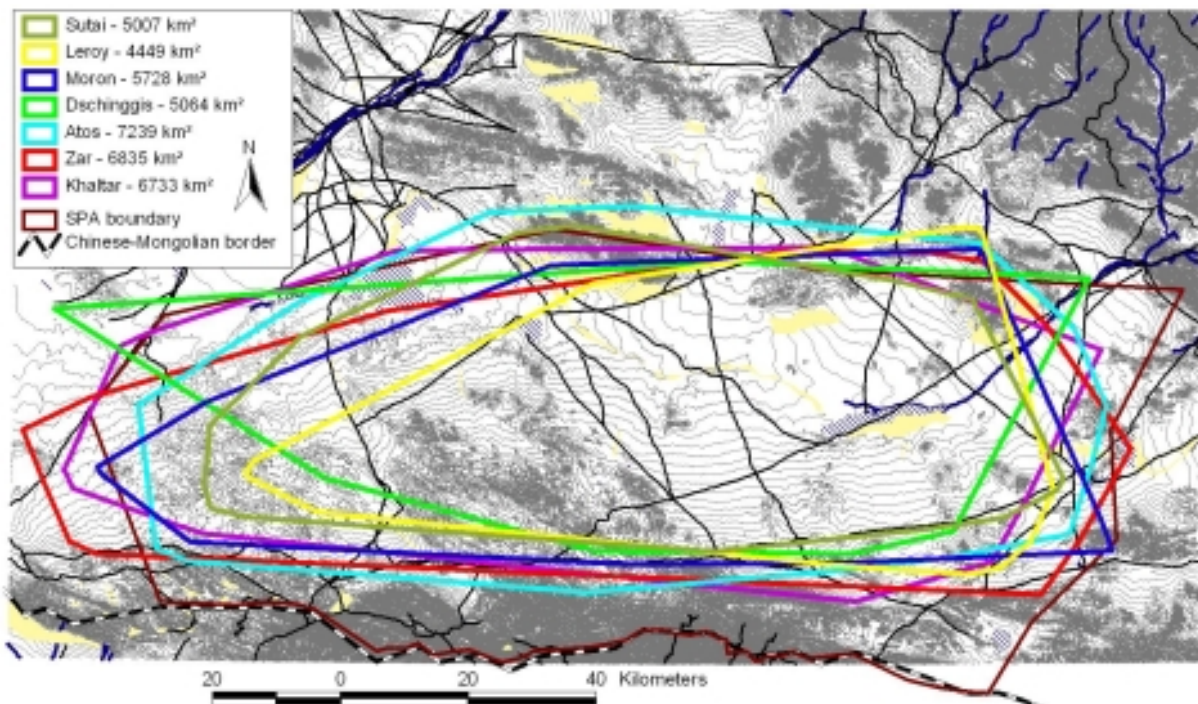 Sutai - 5007 km²
Leroy - 4449 km²
Moron - 5728 km²
Dschinggis - 5064 km²
Atos - 7239 km²
Zar - 6835 km²
Khaltar - 6733 km²
N
SPA boundary
Chinese-Mongolian border
20 0 20 40 Kilometers